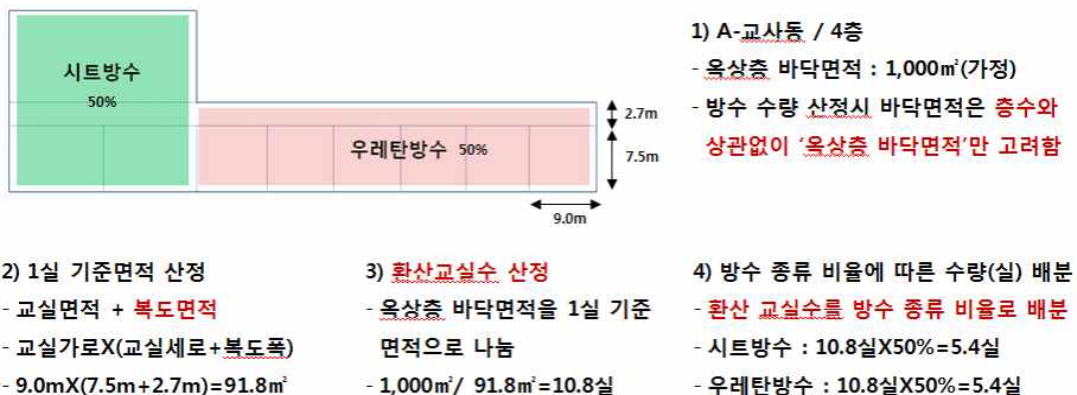 시트방수
50%
우레탄방수 50%
2.7m
7.5m
9.0m
1) A-교사동 / 4층
- 옥상층 바닥면적 : 1,000㎡(가정)
- 방수 수량 산정시 바닥면적은 층수와
상관없이 '옥상층 바닥면적'만 고려함
2) 1실 기준면적 산정
- 교실면적 + 복도면적
- 교실가로X(교실세로+복도폭)
- 9.0mX(7.5m+2.7m)=91.8㎡
3) 환산교실수 산정
- 옥상층 바닥면적을 1실 기준
면적으로 나눔
- 1,000㎡/ 91.8㎡=10.8실
4) 방수 종류 비율에 따른 수량(실) 배분
- 환산 교실수를 방수 종류 비율로 배분
- 시트방수 : 10.8실X50%=5.4실
- 우레탄방수 : 10.8실X50%=5.4실